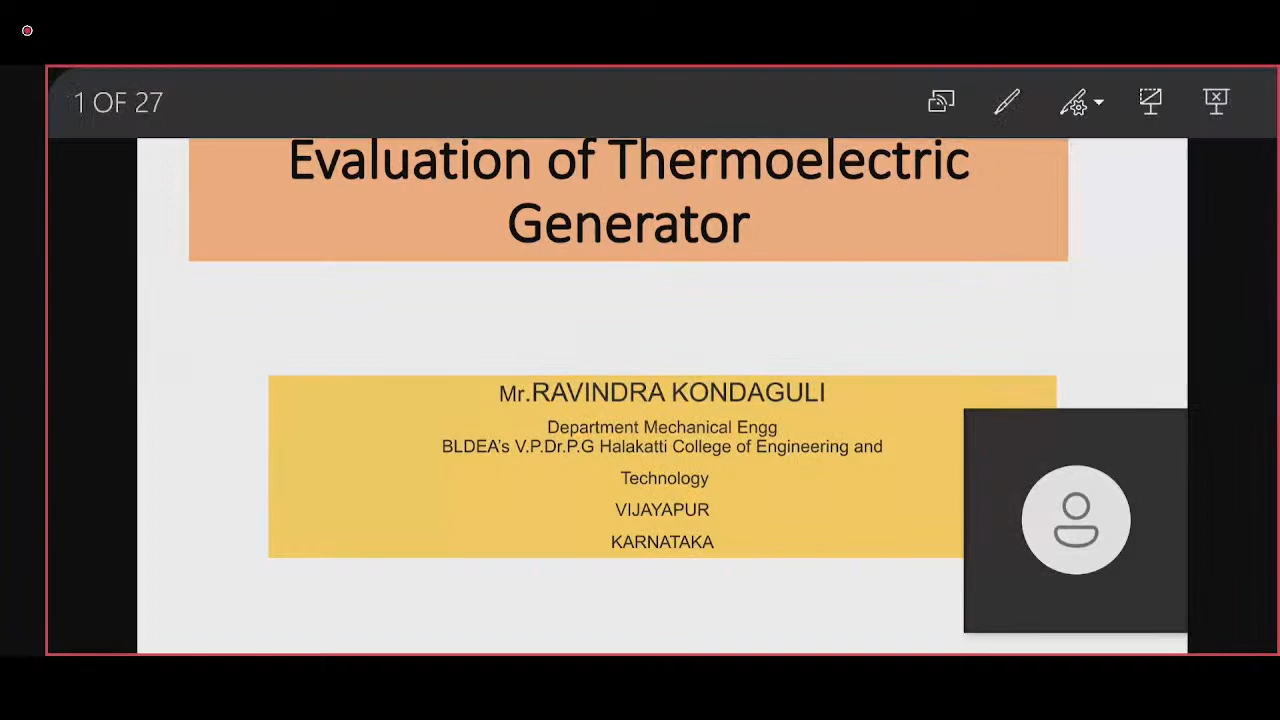 1 OF 27
Evaluation of Thermoelectric
Generator
Mr.RAVINDRA KONDAGULI
Department Mechanical Engg
BLDEA's V.P.Dr.P.G Halakatti College of Engineering and
Technology
VIJAYAPUR
KARNATAKA